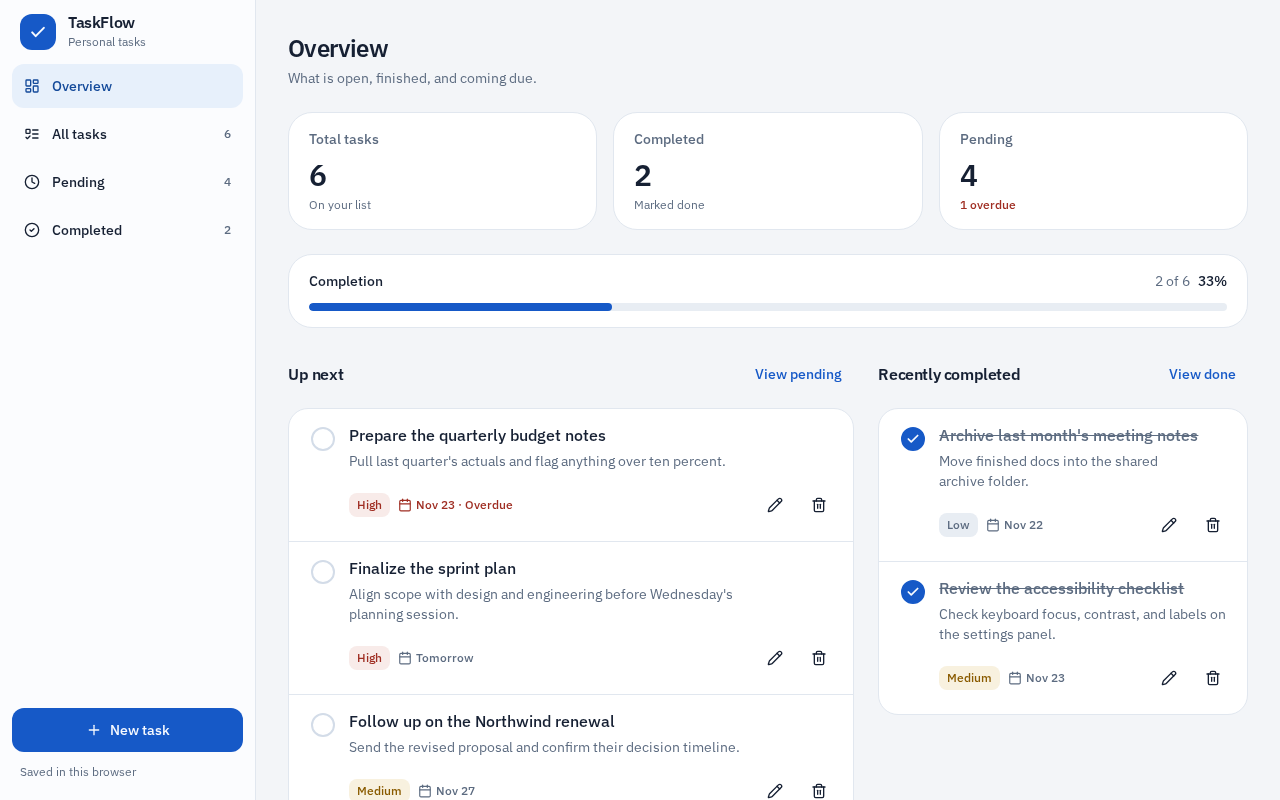 TaskFlow
Personal tasks
Overview
All tasks 6
Pending 4
Completed 2
New task
Saved in this browser
Overview
What is open, finished, and coming due.
Total tasks
6
On your list
Completed
2
Marked done
Pending
4
1 overdue
Completion 2 of 6 33%
Up next View pending
Prepare the quarterly budget notes
Pull last quarter's actuals and flag anything over ten percent.
High Nov 23 · Overdue
Finalize the sprint plan
Align scope with design and engineering before Wednesday's
planning session.
High Tomorrow
Follow up on the Northwind renewal
Send the revised proposal and confirm their decision timeline.
Medium Nov 27
Recently completed View done
Archive last month's meeting notes
Move finished docs into the shared
archive folder.
Low Nov 22
Review the accessibility checklist
Check keyboard focus, contrast, and labels on
the settings panel.
Medium Nov 23